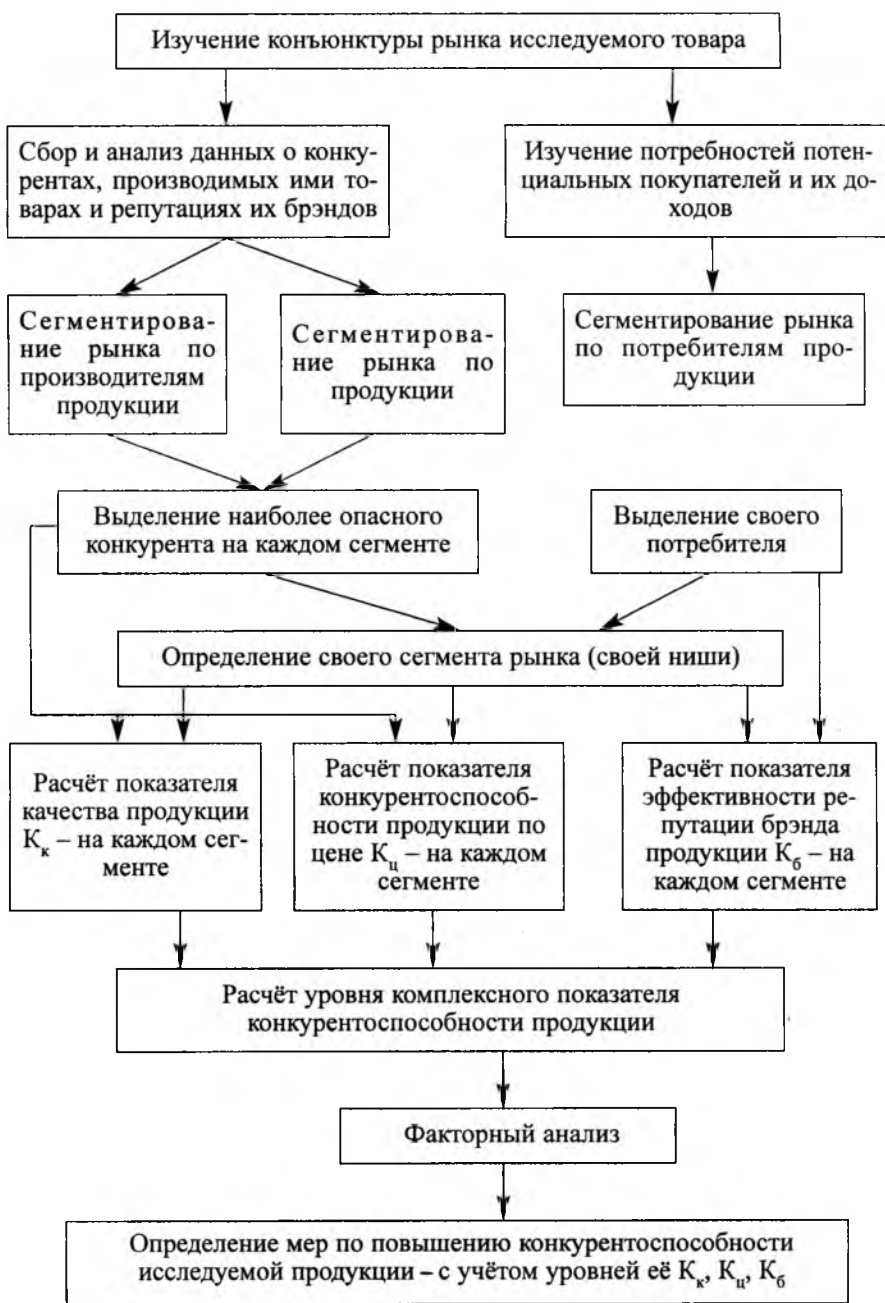 Изучение конъюнктуры рынка исследуемого товара
Сбор и анализ данных о конку-
рентах, производимых ими то-
варах и репутациях их брэндов
Изучение потребностей потен-
циальных покупателей и их до-
ходов
Сегментирова-
ние рынка по
производителям
продукции
Сегментирова-
ние рынка по
продукции
Сегментирование рынка
по потребителям про-
дукции
Выделение наиболее опасного
конкурента на каждом сегменте
Выделение своего
потребителя
Определение своего сегмента рынка (своей ниши)
Расчёт показателя
качества продукции
Кк – на каждом сег-
менте
Расчёт показателя
конкурентоспособ-
ности продукции по
цене Кц – на каждом
сегменте
Расчёт показателя
эффективности ре-
путации брэнда
продукции Кб – на
каждом сегменте
Расчёт уровня комплексного показателя
конкурентоспособности продукции
Факторный анализ
Определение мер по повышению конкурентоспособности
исследуемой продукции – с учётом уровней её Кк, Кц, Кб